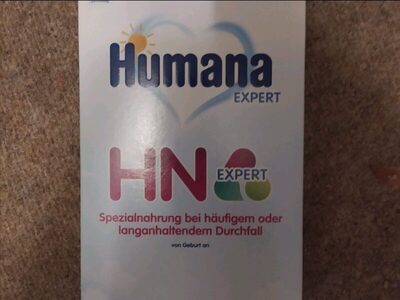 Humana
EXPERT
HN EXPERT
Spezialnahrung bei häufigem oder
langanhaltendem Durchfall
von Geburt an